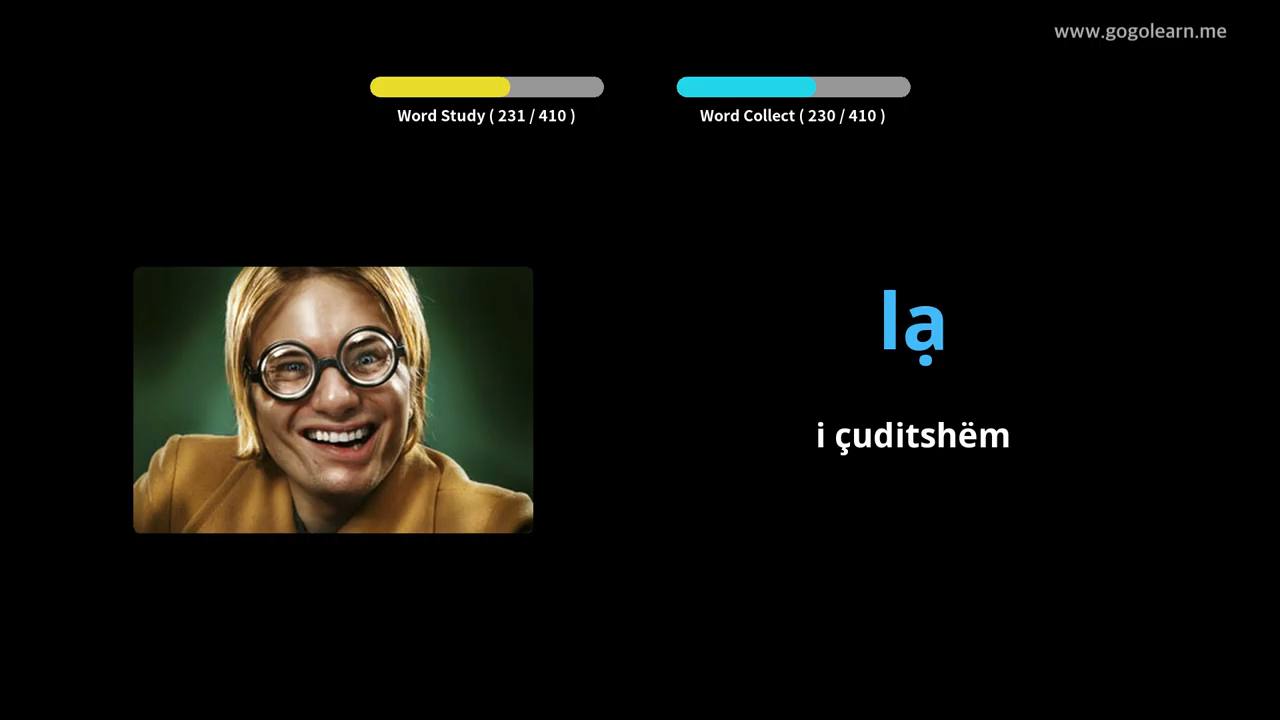 www.gogolearn.me
Word Study ( 231 / 410 )
Word Collect ( 230 / 410 )
lạ
i çuditshëm